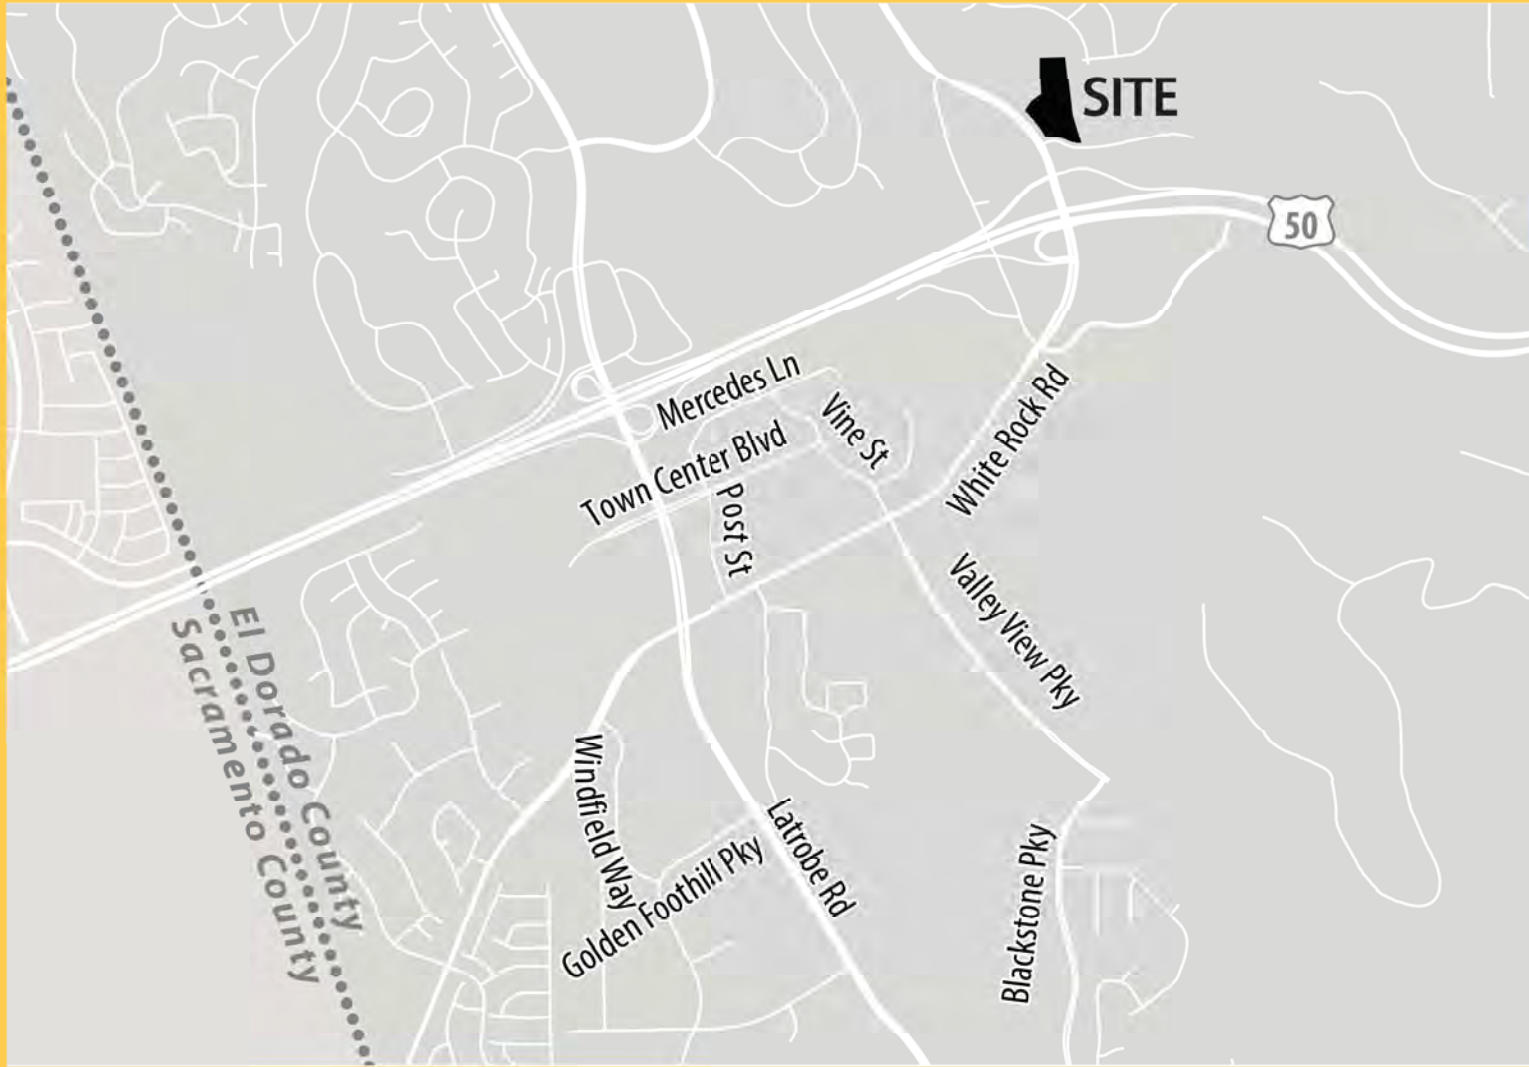 SITE
50
Mercedes Ln
Vine St
Town Center Blvd
White Rock Rd
Post St
Valley View Pky
El Dorado County
Sacramento County
Windfield Way
Latrobe Rd
Golden Foothill Pky
Blackstone Pky